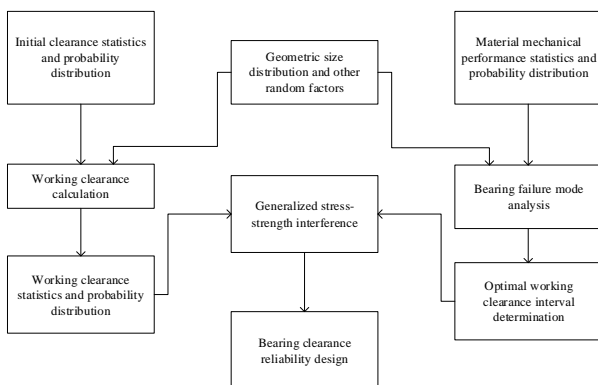 Initial clearance statistics
and probability
distribution
Geometric size
distribution and other
random factors
Material mechanical
performance statistics and
probability distribution
Working clearance
calculation
Generalized stress-
strength interference
Bearing failure mode
analysis
Working clearance
statistics and probability
distribution
Optimal working
clearance interval
determination
Bearing clearance
reliability design